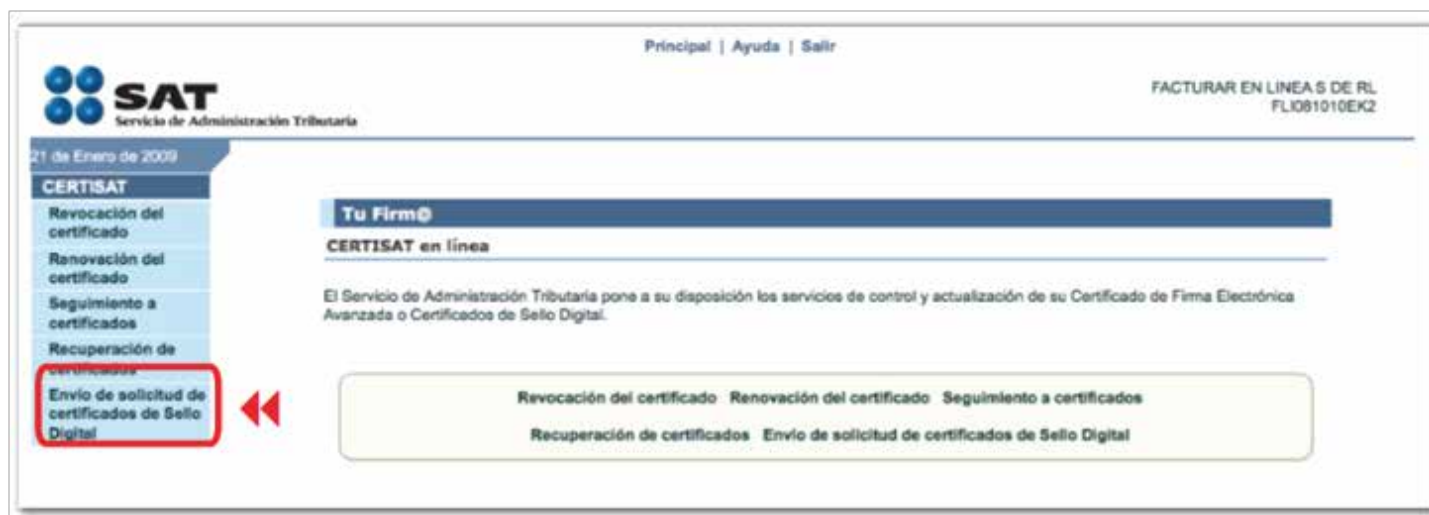 Principal | Ayuda | Salir
SAT
Servicio de Administración Tributaria
FACTURAR EN LINEA S DE RL
FLI081010EK2
21 de Enero de 2009
CERTISAT
Revocación del
certificado
Renovación del
certificado
Seguimiento a
certificados
Recuperación de
certificados
Envío de solicitud de
certificados de Sello
Digital
Tu Firm@
CERTISAT en línea
El Servicio de Administración Tributaria pone a su disposición los servicios de control y actualización de su Certificado de Firma Electrónica
Avanzada o Certificados de Sello Digital.
Revocación del certificado Renovación del certificado Seguimiento a certificados
Recuperación de certificados Envío de solicitud de certificados de Sello Digital